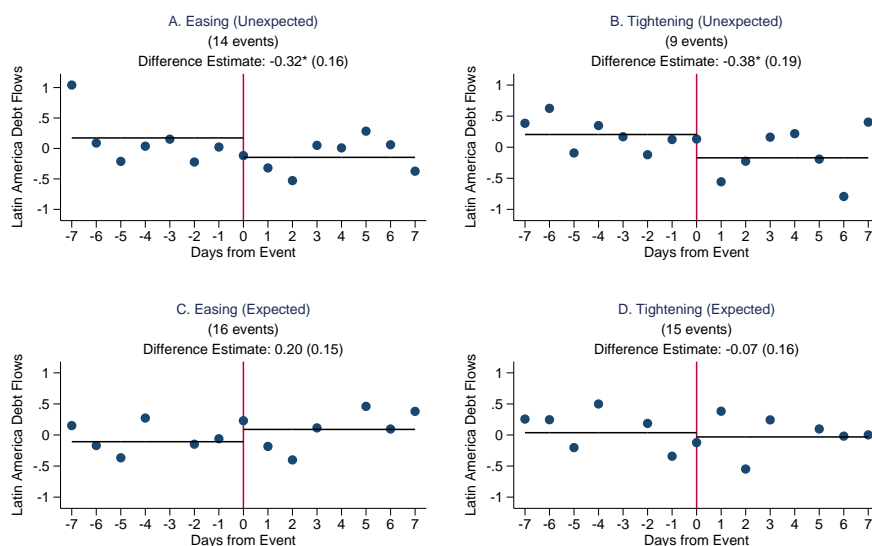 A. Easing (Unexpected)
(14 events)
Difference Estimate: -0.32* (0.16)
Latin America Debt Flows
1
.5
0
-.5
-1
-7 -6 -5 -4 -3 -2 -1 0 1 2 3 4 5 6 7
Days from Event
B. Tightening (Unexpected)
(9 events)
Difference Estimate: -0.38* (0.19)
Latin America Debt Flows
1
.5
0
-.5
-1
-7 -6 -5 -4 -3 -2 -1 0 1 2 3 4 5 6 7
Days from Event
C. Easing (Expected)
(16 events)
Difference Estimate: 0.20 (0.15)
Latin America Debt Flows
1
.5
0
-.5
-1
-7 -6 -5 -4 -3 -2 -1 0 1 2 3 4 5 6 7
Days from Event
D. Tightening (Expected)
(15 events)
Difference Estimate: -0.07 (0.16)
Latin America Debt Flows
1
.5
0
-.5
-1
-7 -6 -5 -4 -3 -2 -1 0 1 2 3 4 5 6 7
Days from Event